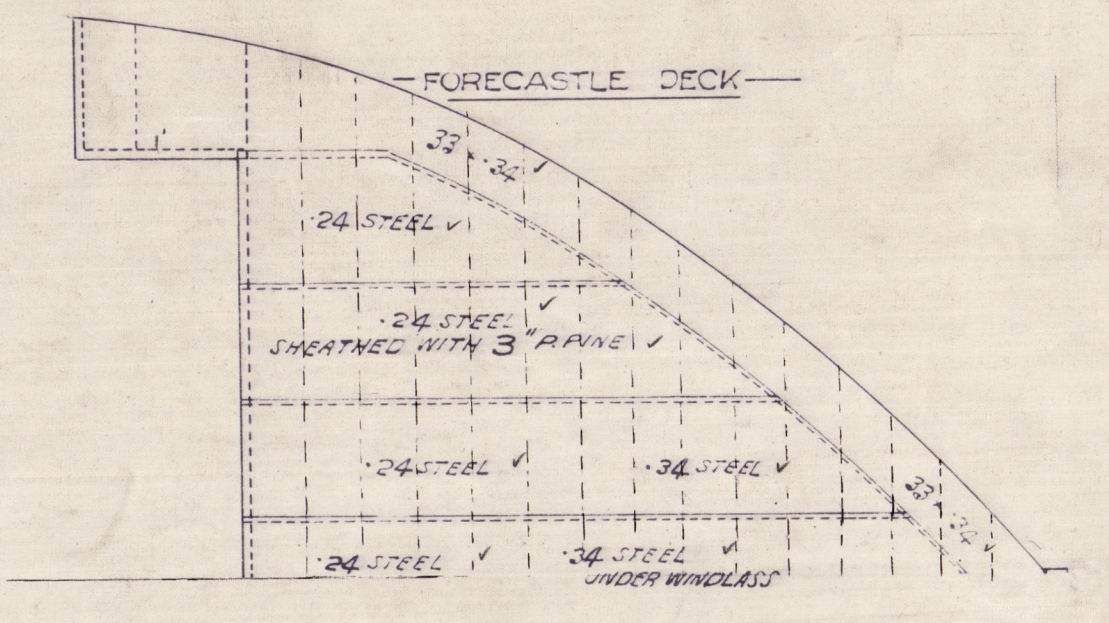 FORECASTLE DECK
33 × .34 ✓
.24 STEEL ✓
.24 STEEL ✓
SHEATHED WITH 3" P.PINE ✓
.24 STEEL ✓
.34 STEEL ✓
33 × .34 ✓
.24 STEEL ✓
.34 STEEL ✓
UNDER WINDLASS